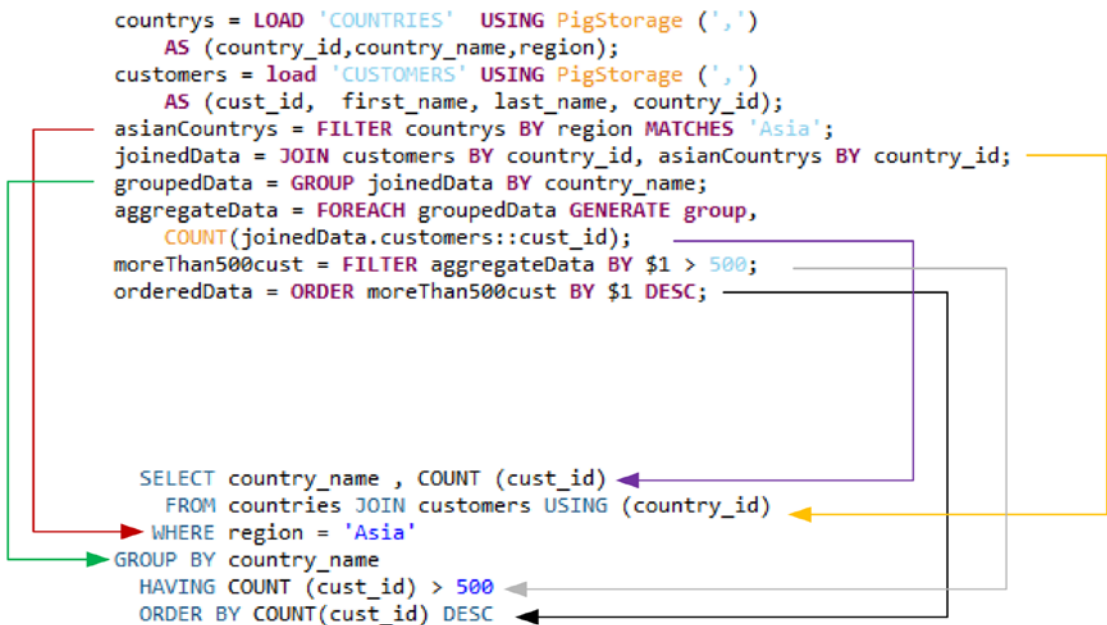 countrys = LOAD 'COUNTRIES'  USING PigStorage (',')
AS (country_id,country_name,region);
customers = load 'CUSTOMERS' USING PigStorage (',')
AS (cust_id,  first_name, last_name, country_id);
asianCountrys = FILTER countrys BY region MATCHES 'Asia';
joinedData = JOIN customers BY country_id, asianCountrys BY country_id;
groupedData = GROUP joinedData BY country_name;
aggregateData = FOREACH groupedData GENERATE group,
COUNT(joinedData.customers::cust_id);
moreThan500cust = FILTER aggregateData BY $1 > 500;
orderedData = ORDER moreThan500cust BY $1 DESC;
SELECT country_name , COUNT (cust_id)
FROM countries JOIN customers USING (country_id)
WHERE region = 'Asia'
GROUP BY country_name
HAVING COUNT (cust_id) > 500
ORDER BY COUNT(cust_id) DESC